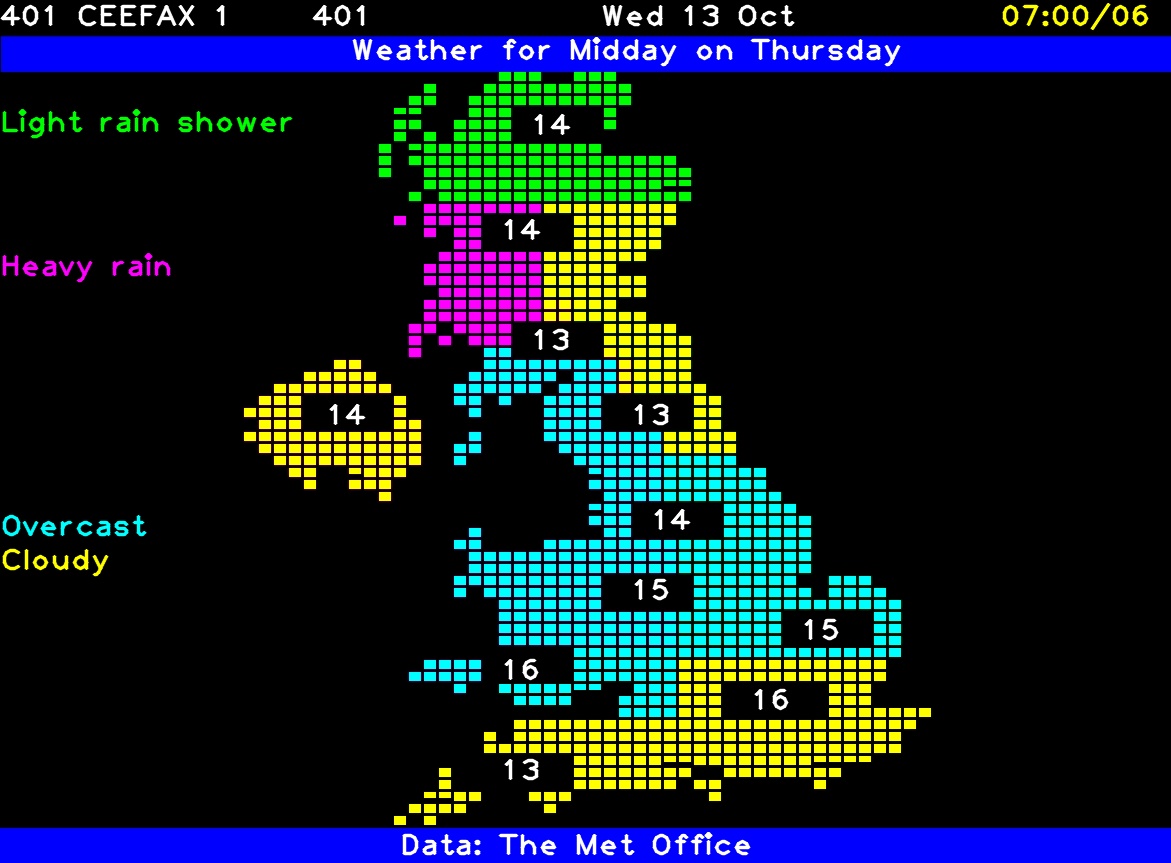 401 CEEFAX 1 401 Wed 13 Oct 07:00/06
Weather for Midday on Thursday
Light rain shower
14
14
Heavy rain
13
14
13
14
Overcast
Cloudy
15
15
16
16
13
Data: The Met Office